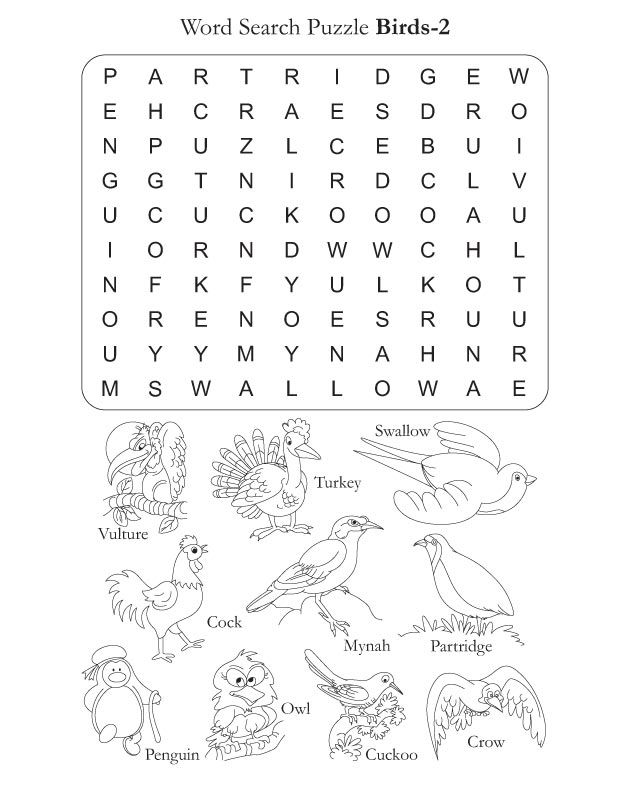 Word Search Puzzle Birds-2
P A R T R I D G E W
E H C R A E S D R O
N P U Z L C E B U I
G G T N I R D C L V
U C U C K O O O A U
I O R N D W W C H L
N F K F Y U L K O T
O R E N O E S R U U
U Y Y M Y N A H N R
M S W A L L O W A E
Swallow
Turkey
Vulture
Cock
Mynah
Partridge
Owl
Penguin
Cuckoo
Crow